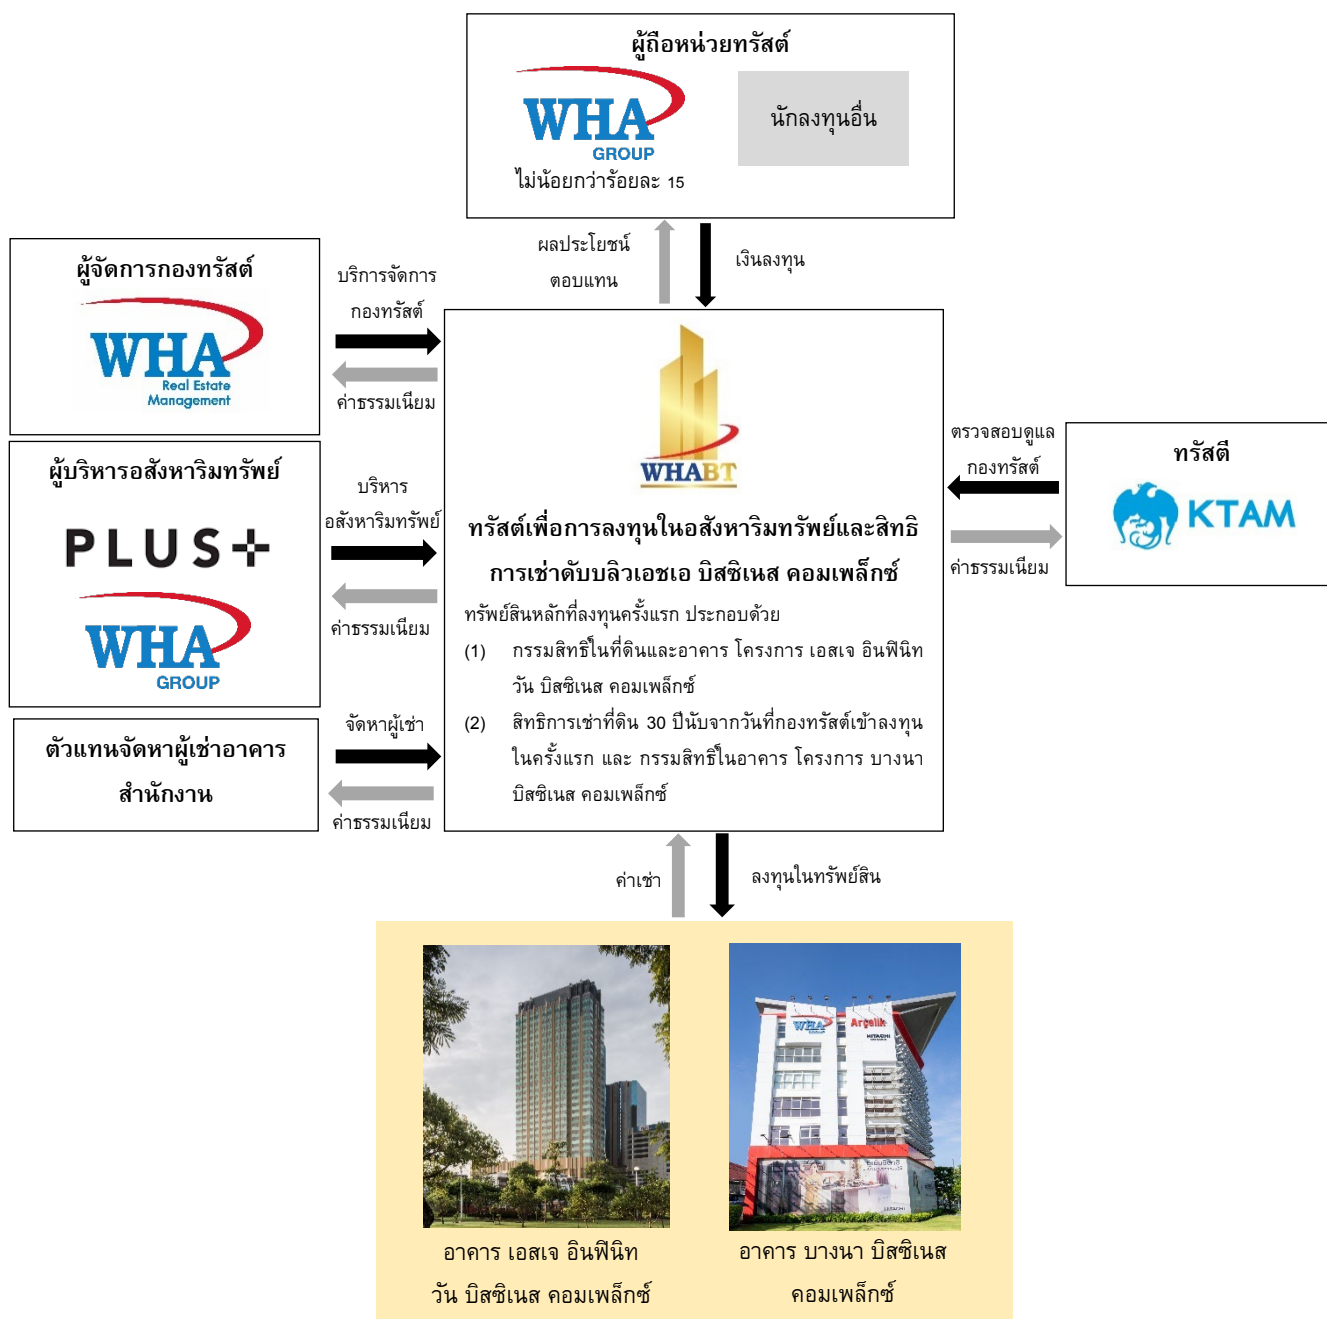 ผู้ถือหน่วยทรัสต์
WHA
GROUP
ไม่น้อยกว่าร้อยละ 15
นักลงทุนอื่น
ผลประโยชน์
ตอบแทน
เงินลงทุน
ผู้จัดการกองทรัสต์
WHA
Real Estate
Management
บริการจัดการ
กองทรัสต์
ค่าธรรมเนียม
ผู้บริหารอสังหาริมทรัพย์
PLUS+
WHA
GROUP
บริหาร
อสังหาริมทรัพย์
ค่าธรรมเนียม
ตัวแทนจัดหาผู้เช่าอาคาร
สำนักงาน
จัดหาผู้เช่า
ค่าธรรมเนียม
WHABT
ทรัสต์เพื่อการลงทุนในอสังหาริมทรัพย์และสิทธิ
การเช่าดับบลิวเอชเอ บิสซิเนส คอมเพล็กซ์
ทรัพย์สินหลักที่ลงทุนครั้งแรก ประกอบด้วย
(1) กรรมสิทธิ์ในที่ดินและอาคาร โครงการ เอสเจ อินฟินิท
วัน บิสซิเนส คอมเพล็กซ์
(2) สิทธิการเช่าที่ดิน 30 ปีนับจากวันที่กองทรัสต์เข้าลงทุน
ในครั้งแรก และ กรรมสิทธิ์ในอาคาร โครงการ บางนา
บิสซิเนส คอมเพล็กซ์
ตรวจสอบดูแล
กองทรัสต์
ค่าธรรมเนียม
ทรัสตี
KTAM
ค่าเช่า
ลงทุนในทรัพย์สิน
WHA
Arçelik
HITACHI
HITACHI
อาคาร เอสเจ อินฟินิท
วัน บิสซิเนส คอมเพล็กซ์
อาคาร บางนา บิสซิเนส
คอมเพล็กซ์